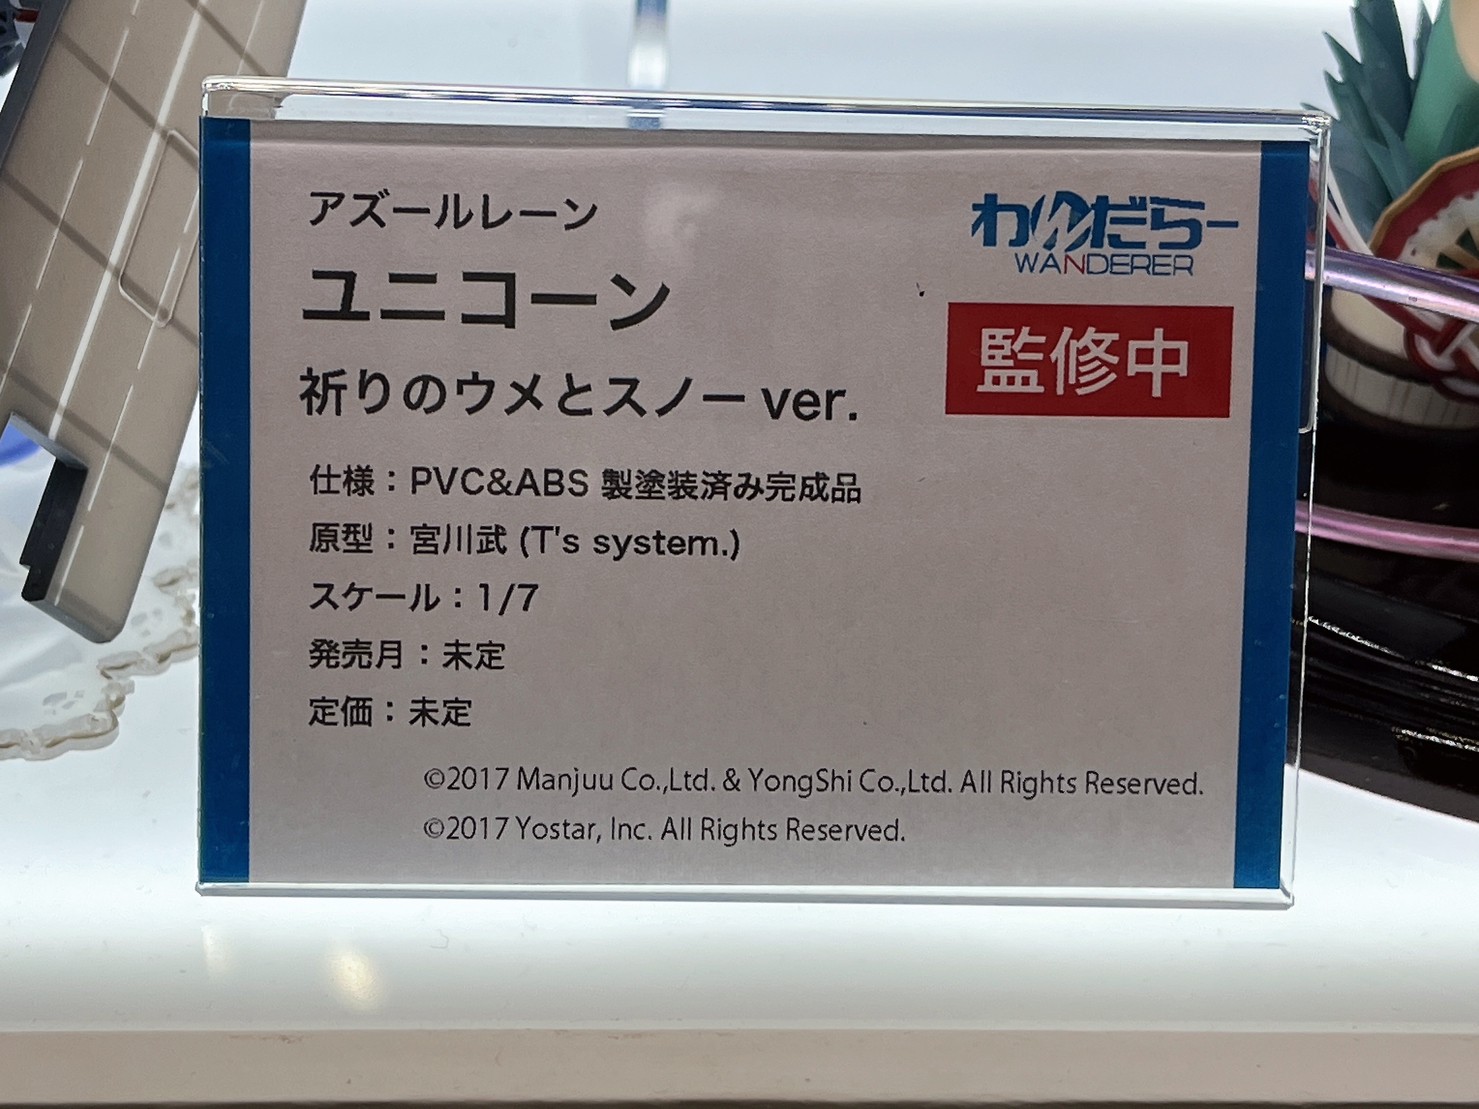 アズールレーン
わんだらー
WANDERER
ユニコーン
監修中
祈りのウメとスノーver.
仕様：PVC&ABS 製塗装済み完成品
原型：宮川武 (T's system.)
スケール：1/7
発売月：未定
定価：未定
©2017 Manjuu Co.,Ltd. & YongShi Co.,Ltd. All Rights Reserved.
©2017 Yostar, Inc. All Rights Reserved.